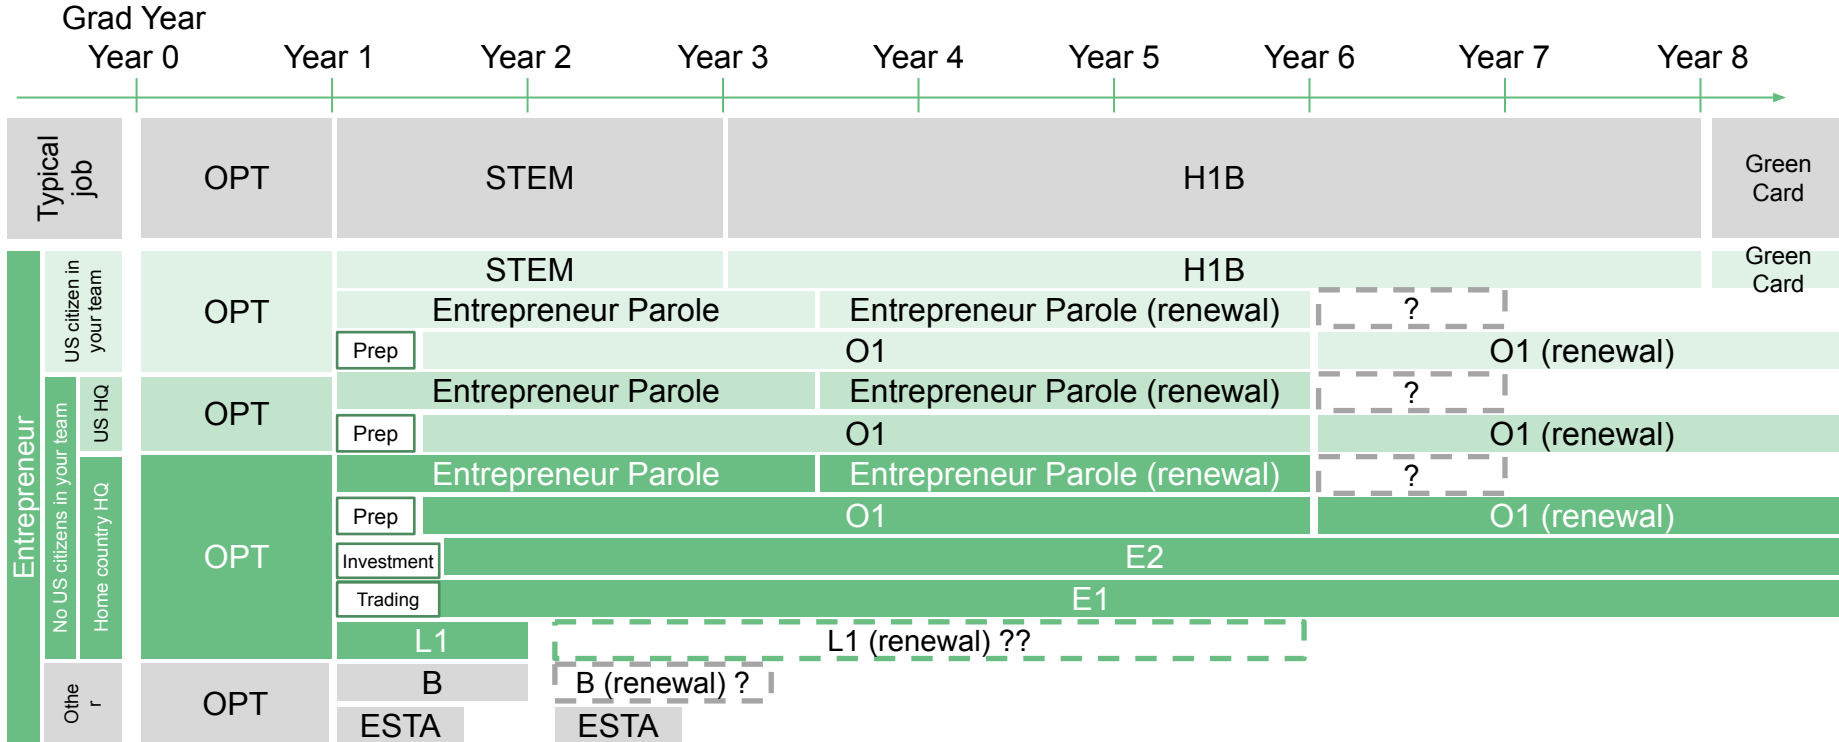 Grad Year
Year 0 Year 1 Year 2 Year 3 Year 4 Year 5 Year 6 Year 7 Year 8
Typical
job
OPT
STEM
H1B
Green
Card
Entrepreneur
US citizen in
your team
OPT
STEM
H1B
Green
Card
Entrepreneur Parole
Entrepreneur Parole (renewal)
?
Prep
O1
O1 (renewal)
No US citizens in your team
US HQ
OPT
Entrepreneur Parole
Entrepreneur Parole (renewal)
?
Prep
O1
O1 (renewal)
Home country HQ
OPT
Entrepreneur Parole
Entrepreneur Parole (renewal)
?
Prep
O1
O1 (renewal)
Investment
E2
Trading
E1
L1
L1 (renewal) ??
Othe
r
OPT
B
B (renewal) ?
ESTA
ESTA